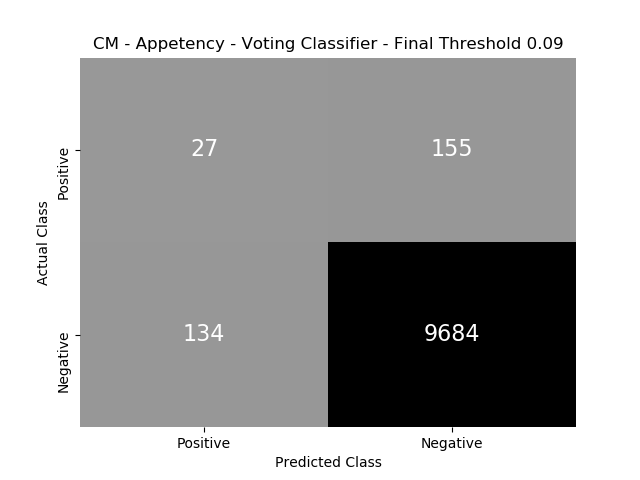 CM - Appetency - Voting Classifier - Final Threshold 0.09
Actual Class
Positive
27
155
Negative
134
9684
Positive
Negative
Predicted Class